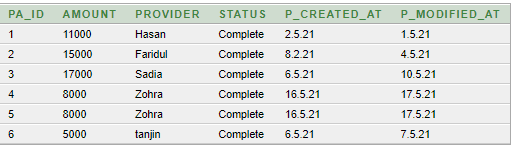 PA_ID AMOUNT PROVIDER STATUS P_CREATED_AT P_MODIFIED_AT
1 11000 Hasan Complete 2.5.21 1.5.21
2 15000 Faridul Complete 8.2.21 4.5.21
3 17000 Sadia Complete 6.5.21 10.5.21
4 8000 Zohra Complete 16.5.21 17.5.21
5 8000 Zohra Complete 16.5.21 17.5.21
6 5000 tanjin Complete 6.5.21 7.5.21